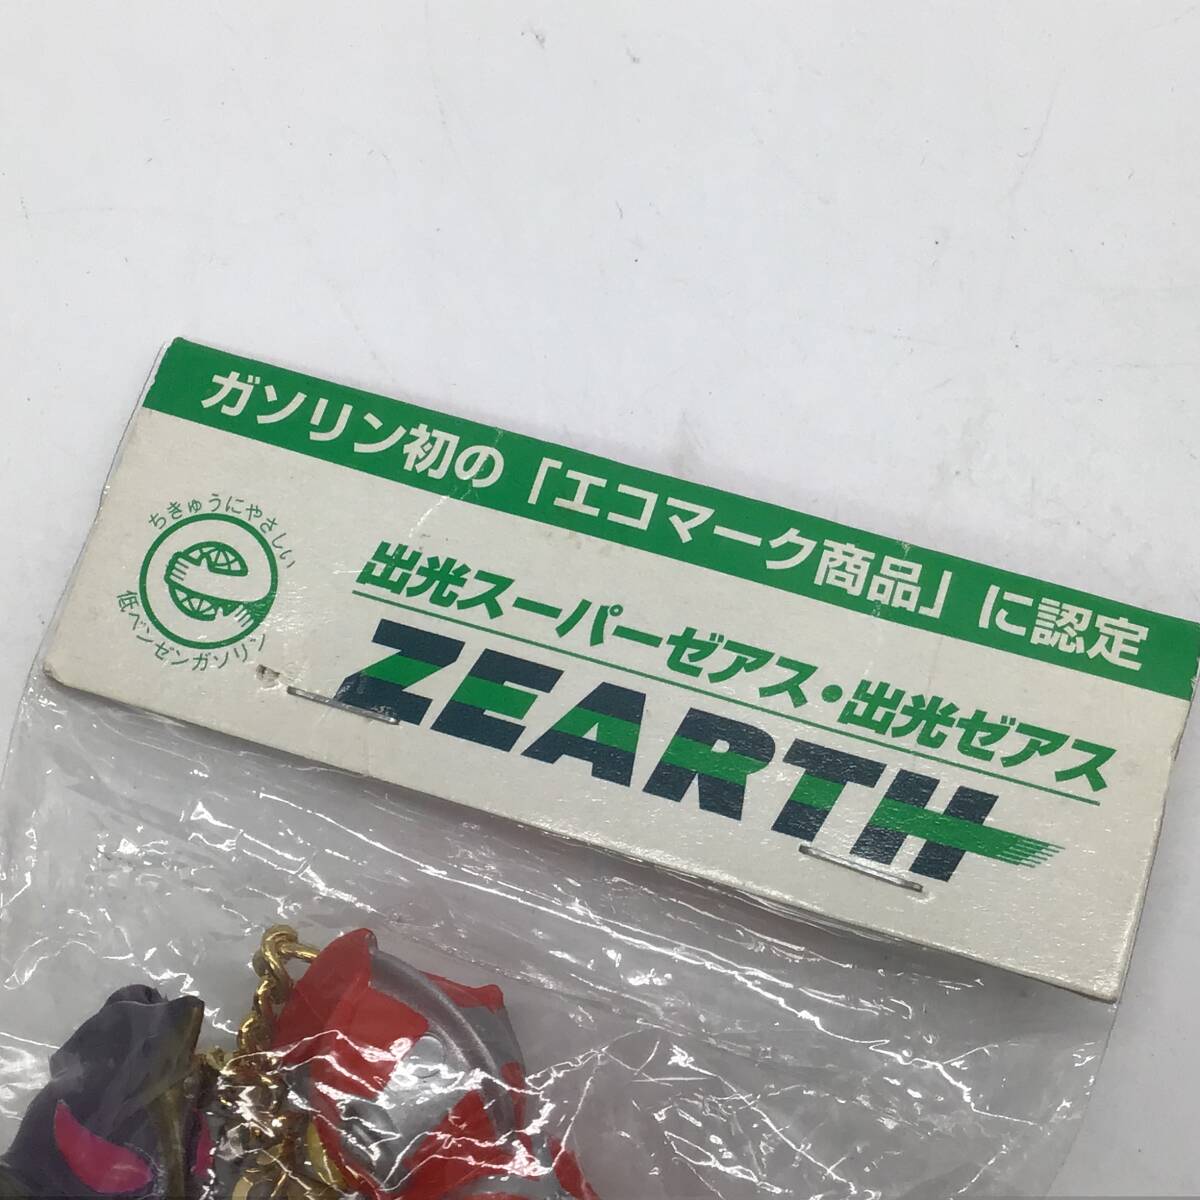 ガソリン初の「エコマーク商品」に認定
ちきゅうにやさしい
低ベンゼンガソリン
出光スーパーゼアス・出光ゼアス
ZEARTH